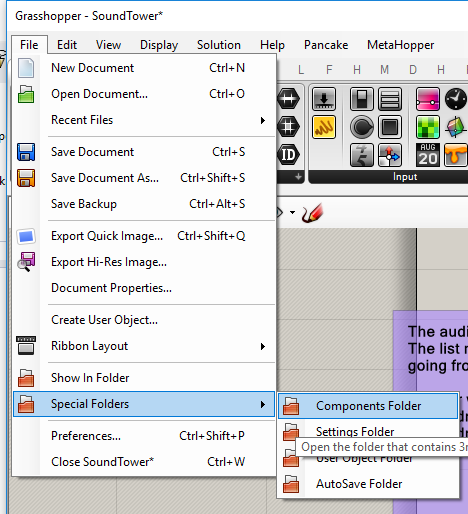 Grasshopper - SoundTower*
File Edit View Display Solution Help Pancake MetaHopper
New Document Ctrl+N
L F H D M F
Open Document... Ctrl+O
Recent Files
ID
AUG
20
Save Document Ctrl+S
Save Document As... Ctrl+Shift+S
Input
Save Backup Ctrl+Alt+S
Export Quick Image... Ctrl+Shift+Q
Export Hi-Res Image...
Document Properties...
Create User Object...
Ribbon Layout
The audi
The list
going fro
Show In Folder
Special Folders
Components Folder
Preferences... Ctrl+Shift+P
Settings Folder
Open the folder that contains 3r
Close SoundTower* Ctrl+W
User Object Folder
AutoSave Folder